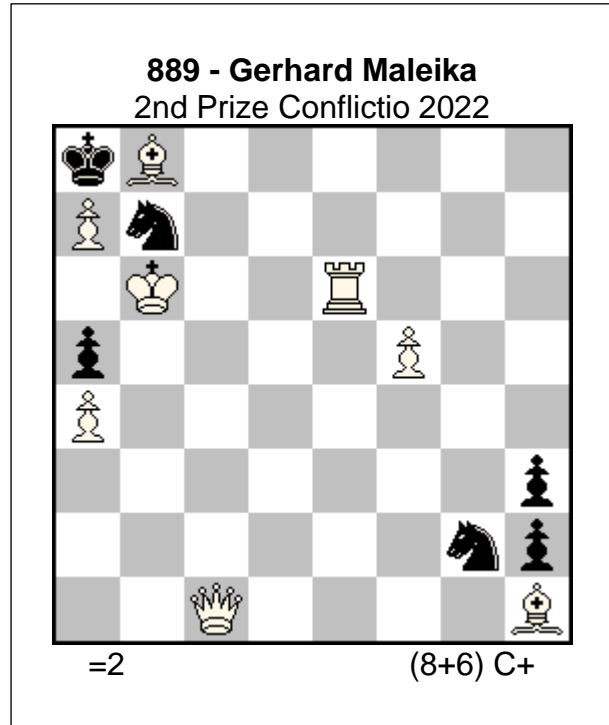 889 - Gerhard Maleika
2nd Prize Conflictio 2022
=2 (8+6) C+